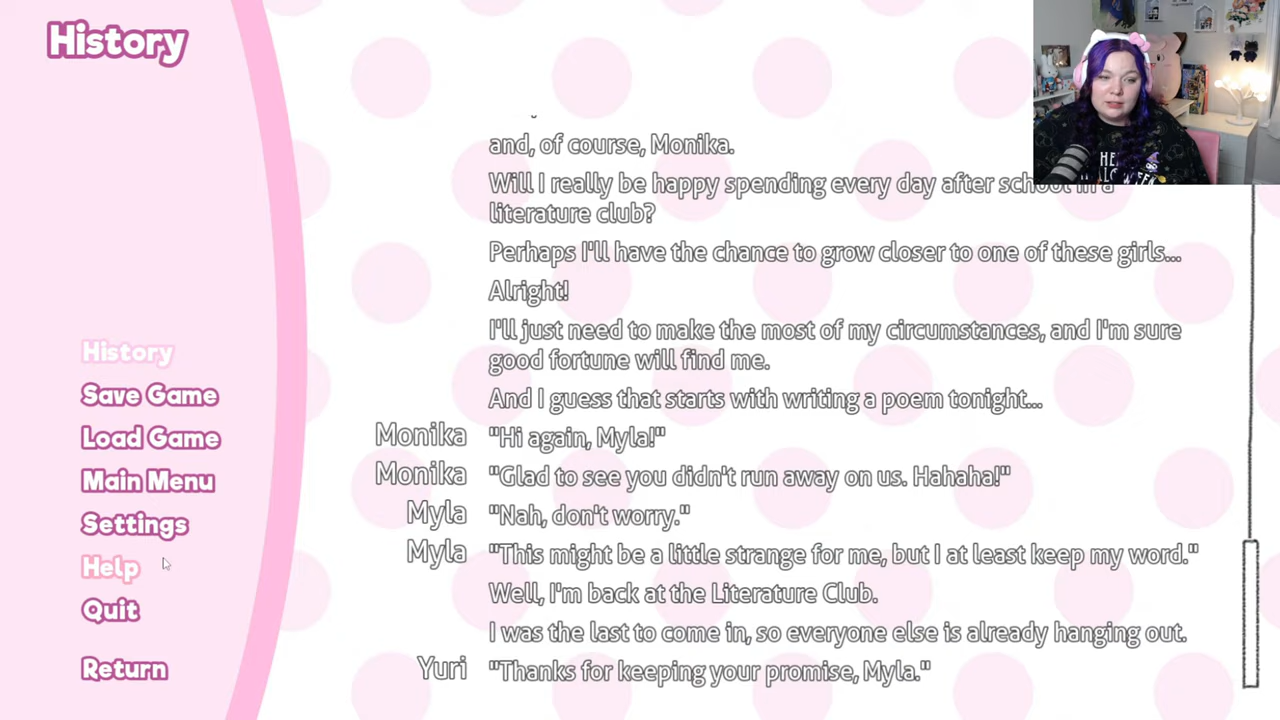 History
and, of course, Monika.
Will I really be happy spending every day after school in a
literature club?
Perhaps I'll have the chance to grow closer to one of these girls...
Alright!
I'll just need to make the most of my circumstances, and I'm sure
good fortune will find me.
And I guess that starts with writing a poem tonight...
Monika "Hi again, Myla!"
Monika "Glad to see you didn't run away on us. Hahaha!"
Myla "Nah, don't worry."
Myla "This might be a little strange for me, but I at least keep my word."
Well, I'm back at the Literature Club.
I was the last to come in, so everyone else is already hanging out.
Yuri "Thanks for keeping your promise, Myla."
History
Save Game
Load Game
Main Menu
Settings
Help
Quit
Return